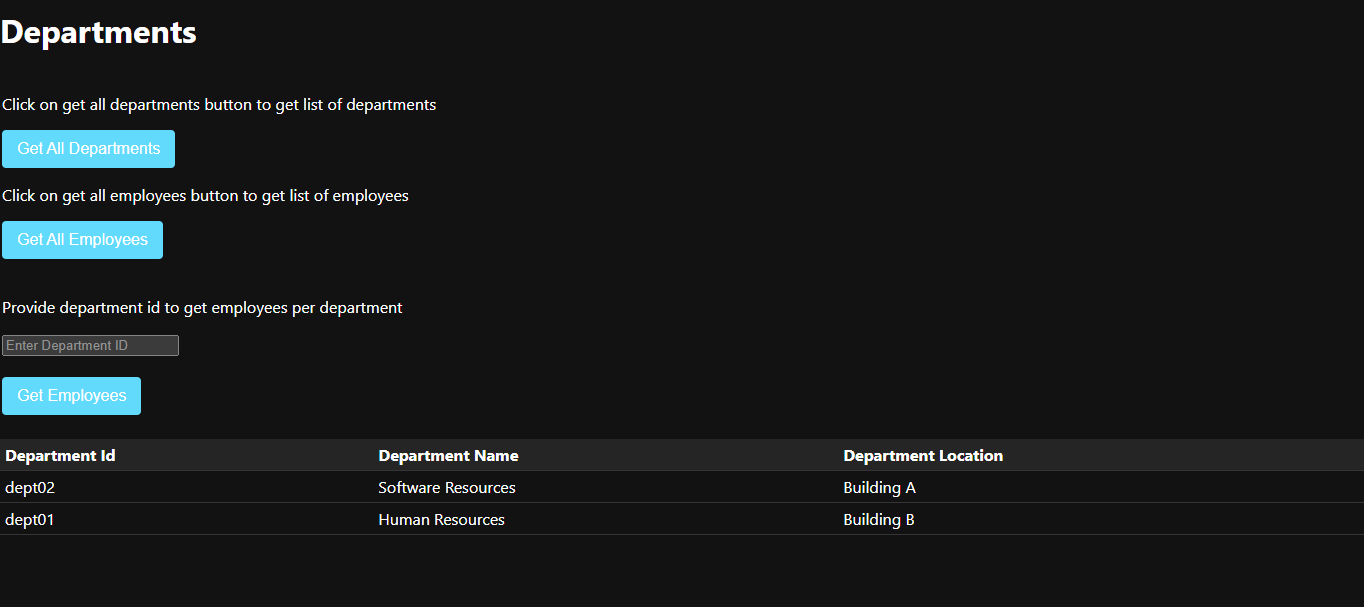 Departments
Click on get all departments button to get list of departments
Get All Departments
Click on get all employees button to get list of employees
Get All Employees
Provide department id to get employees per department
Enter Department ID
Get Employees
Department Id Department Name Department Location
dept02 Software Resources Building A
dept01 Human Resources Building B